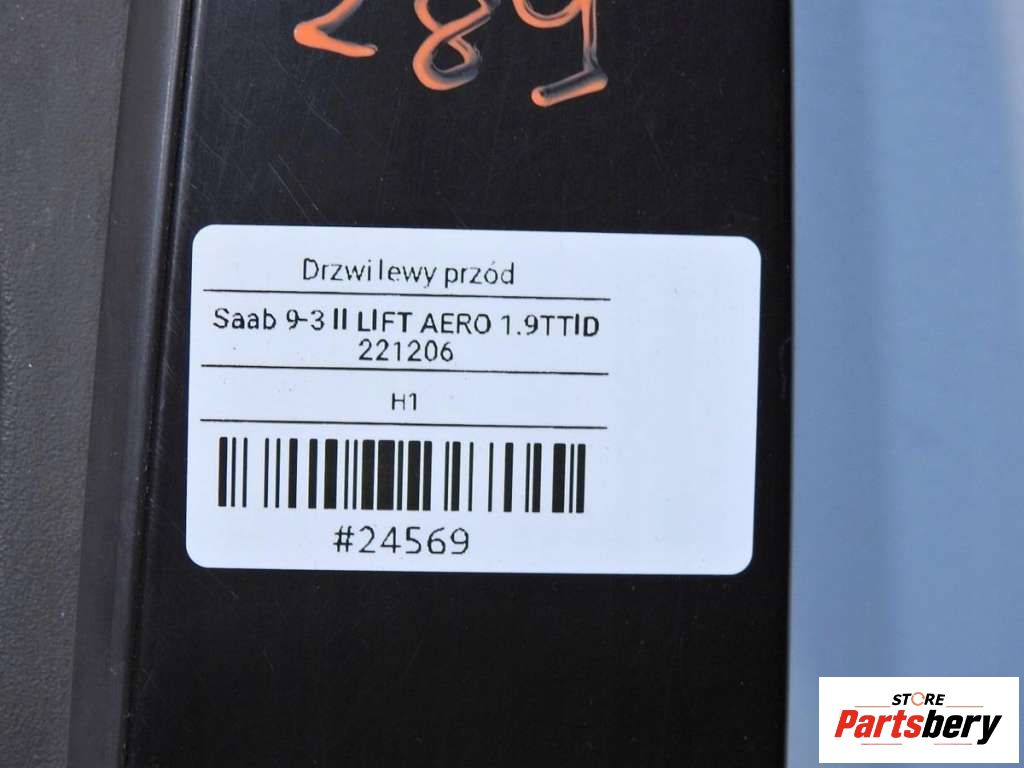 289
Drzwi lewy przód
Saab 9-3 II LIFT AERO 1.9TTID
221206
H1
#24569
STORE
Partsbery